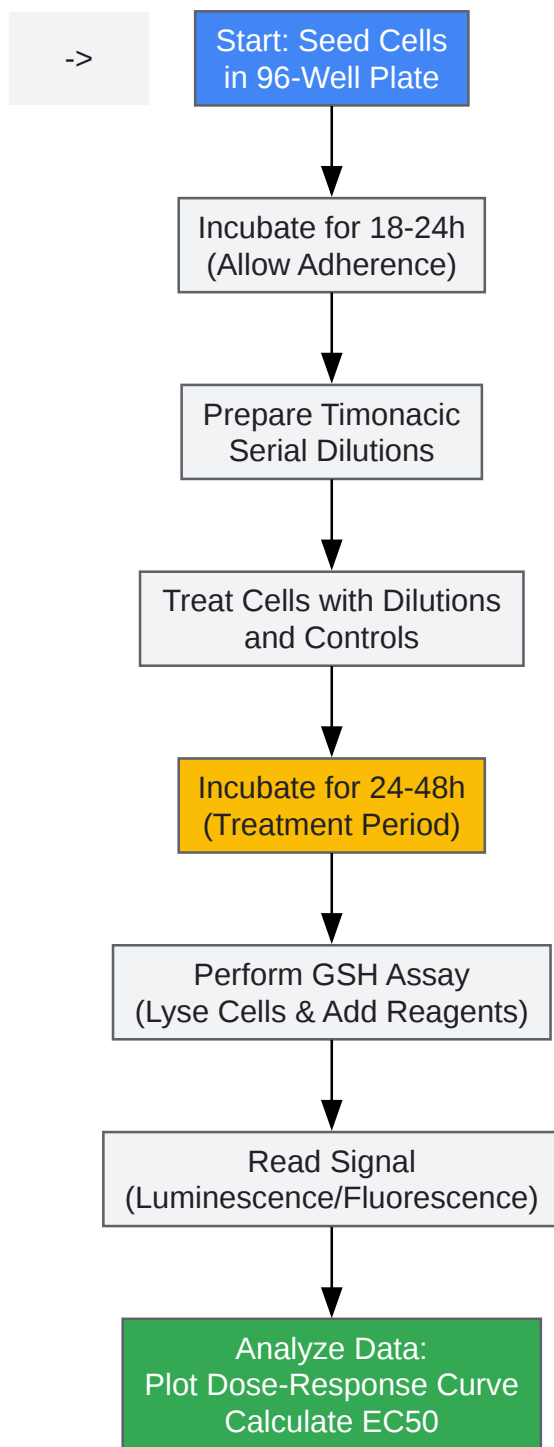 ->
Start: Seed Cells
in 96-Well Plate
Incubate for 18-24h
(Allow Adherence)
Prepare Timonacic
Serial Dilutions
Treat Cells with Dilutions
and Controls
Incubate for 24-48h
(Treatment Period)
Perform GSH Assay
(Lyse Cells & Add Reagents)
Read Signal
(Luminescence/Fluorescence)
Analyze Data:
Plot Dose-Response Curve
Calculate EC50